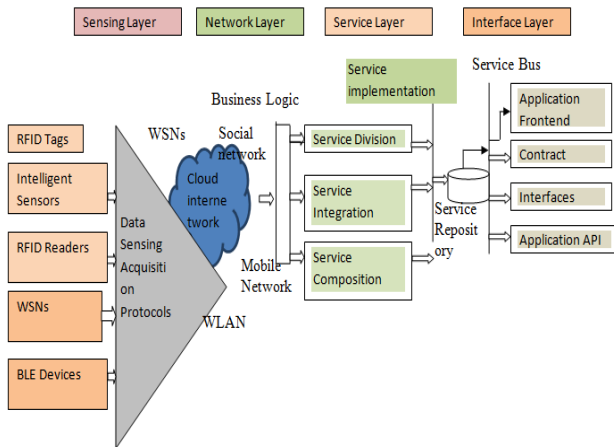 Sensing Layer
Network Layer
Service Layer
Interface Layer
Service
implementation
Service Bus
Business Logic
WSNs
Social
network
RFID Tags
Intelligent
Sensors
RFID Readers
WSNs
BLE Devices
Data
Sensing
Acquisiti
on
Protocols
Cloud
interne
twork
Mobile
Network
WLAN
Service Division
Service
Integration
Service
Composition
Service
Reposit
ory
Application
Frontend
Contract
Interfaces
Application API